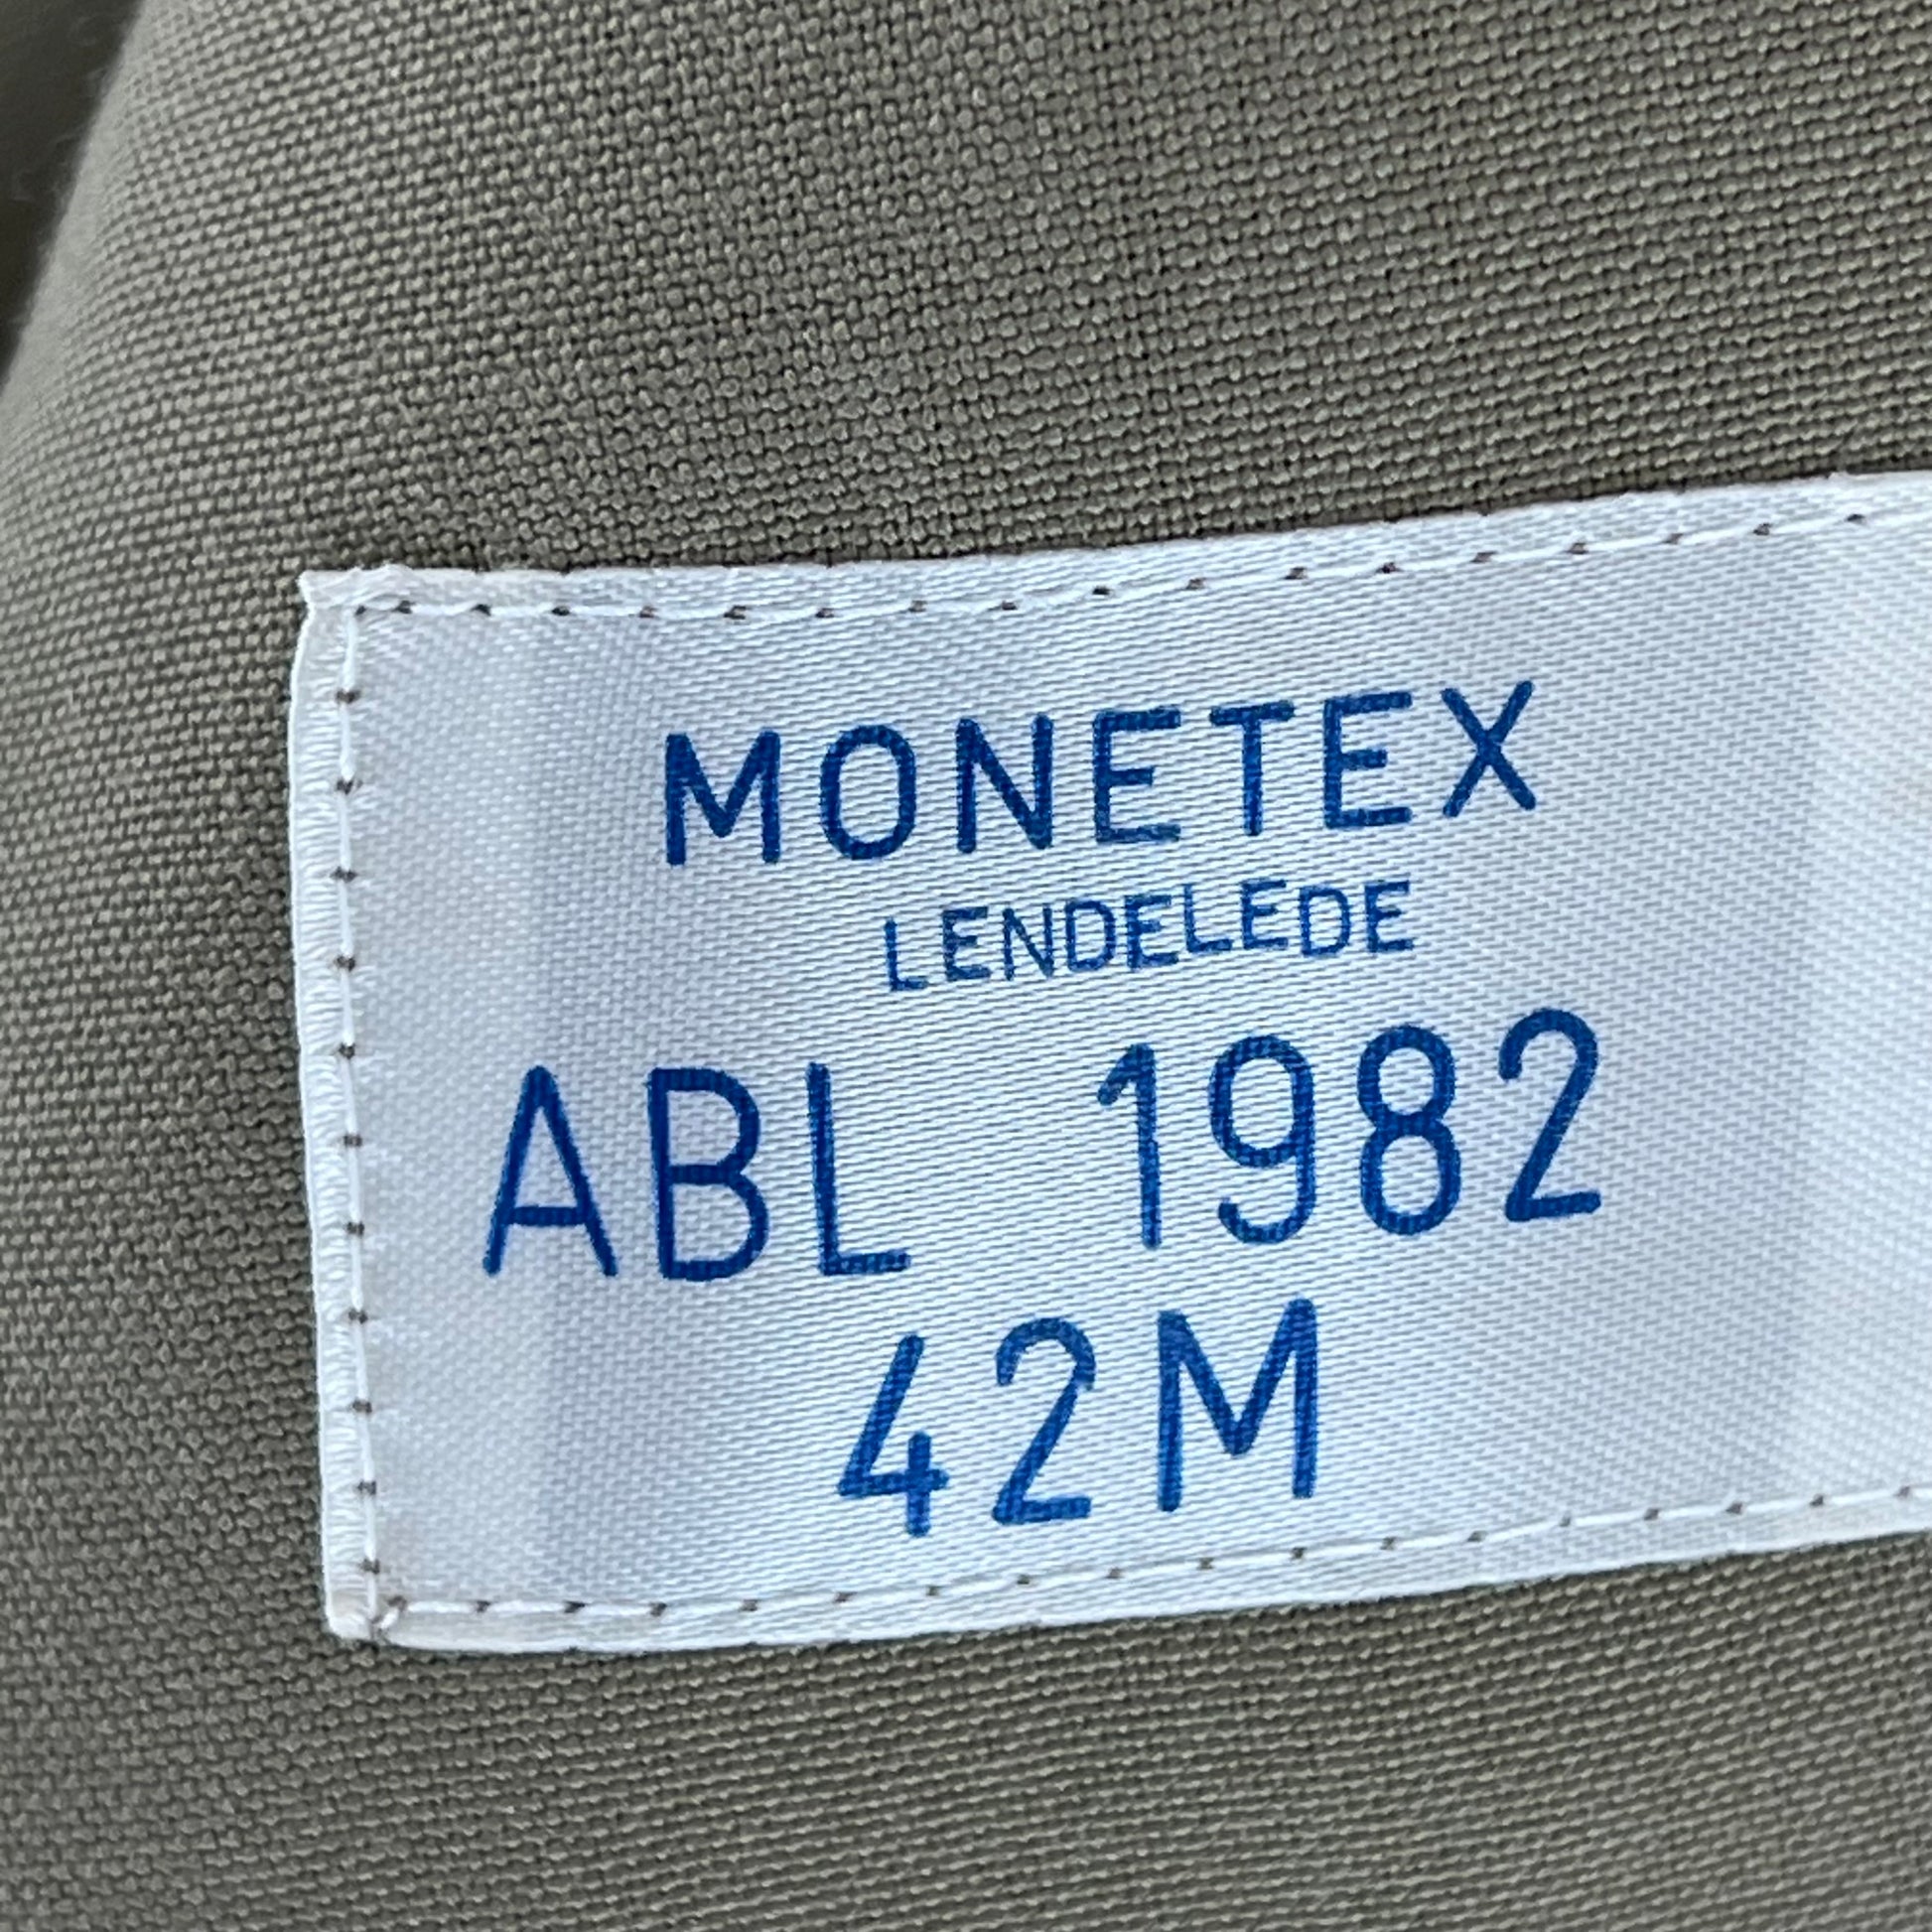 MONETEX
LENDELEDE
ABL 1982
42M